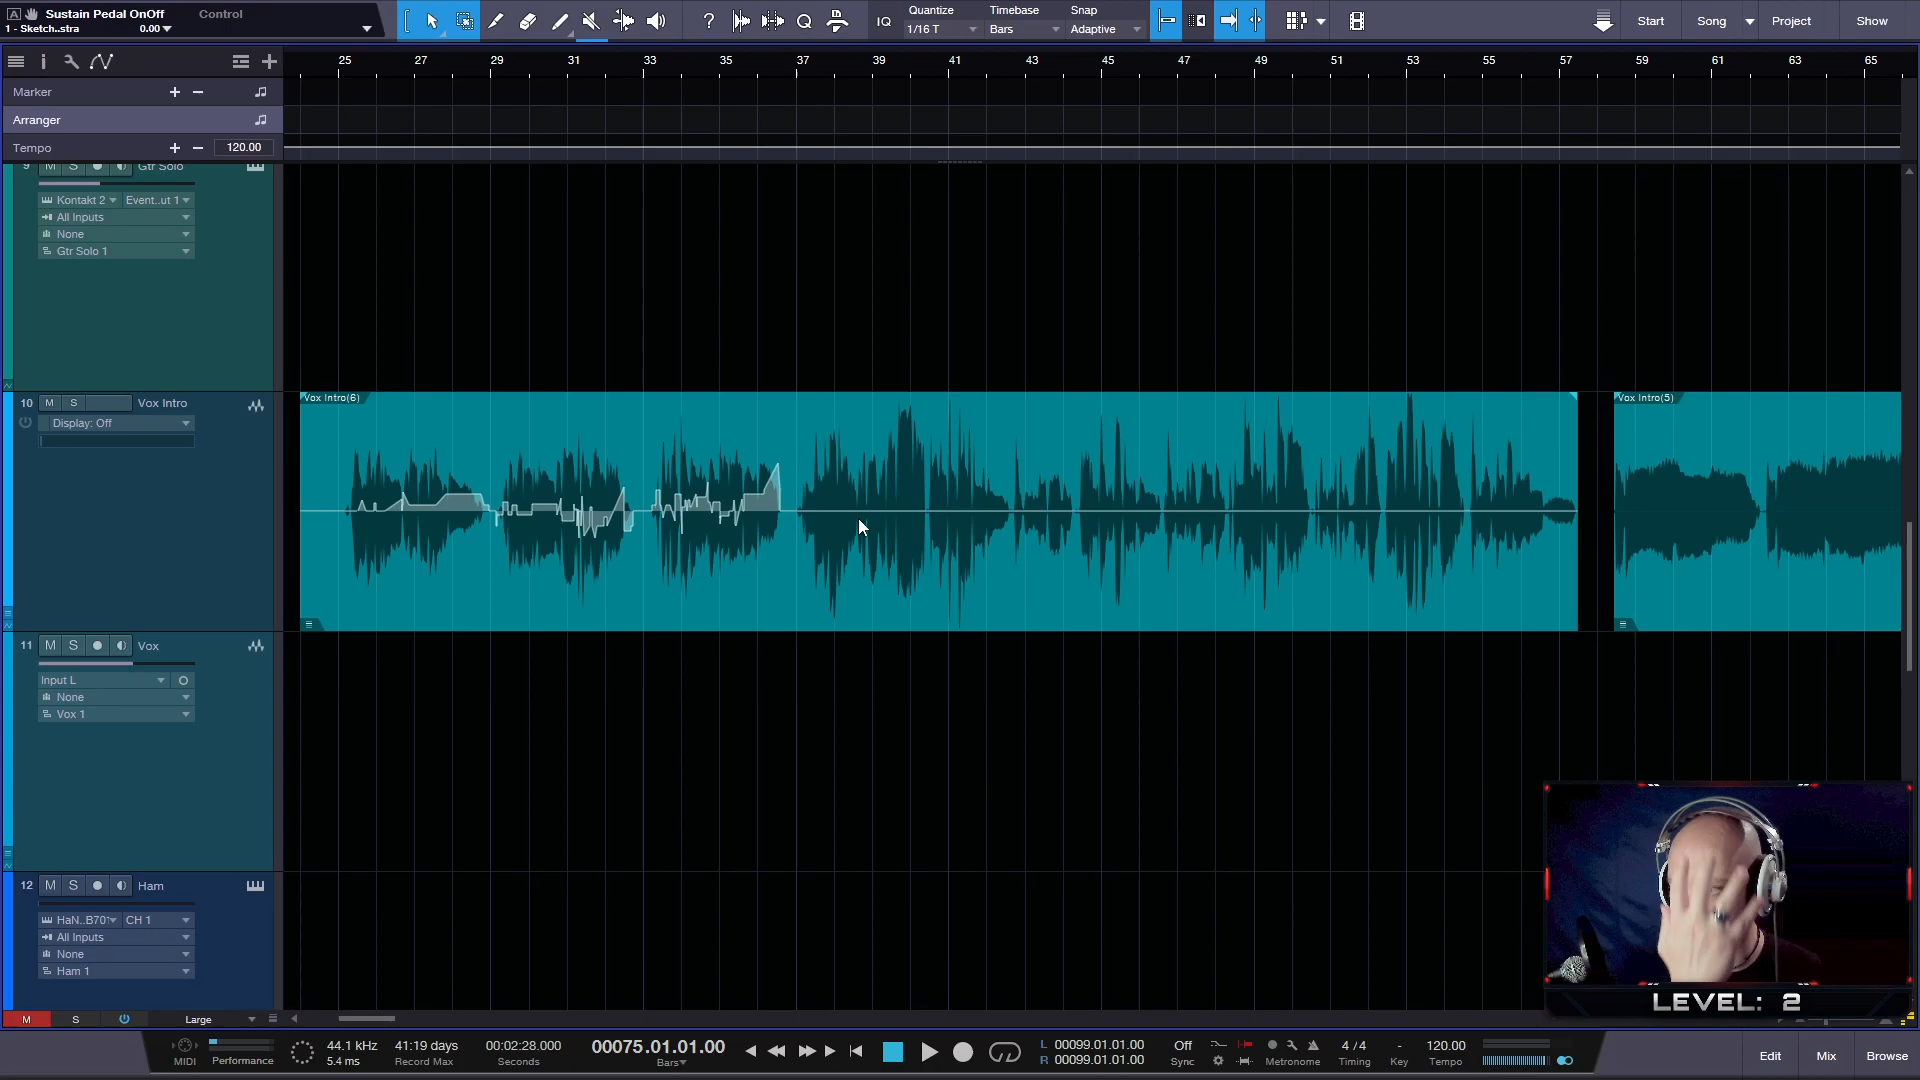 Sustain Pedal OnOff Control
1 - Sketch..stra 0.00
IQ
Quantize
1/16 T
Timebase
Bars
Snap
Adaptive
Start Song Project Show
25 27 29 31 33 35 37 39 41 43 45 47 49 51 53 55 57 59 61 63 65
Marker
Arranger
Tempo 120.00
9 M S Gtr Solo
Kontakt 2 Event..ut 1
All Inputs
None
Gtr Solo 1
10 M S Vox Intro
Display: Off
Vox Intro(6)
Vox Intro(5)
11 M S Vox
Input L
None
Vox 1
12 M S Ham
HaN..B70 CH 1
All Inputs
None
Ham 1
LEVEL: 2
M S Large
MIDI
Performance
44.1 kHz
5.4 ms
41:19 days
Record Max
00:02:28.000
Seconds
00075.01.01.00
Bars
L 00099.01.01.00
R 00099.01.01.00
Off
Sync
Metronome
4 / 4
Timing
-
Key
120.00
Tempo
Edit Mix Browse